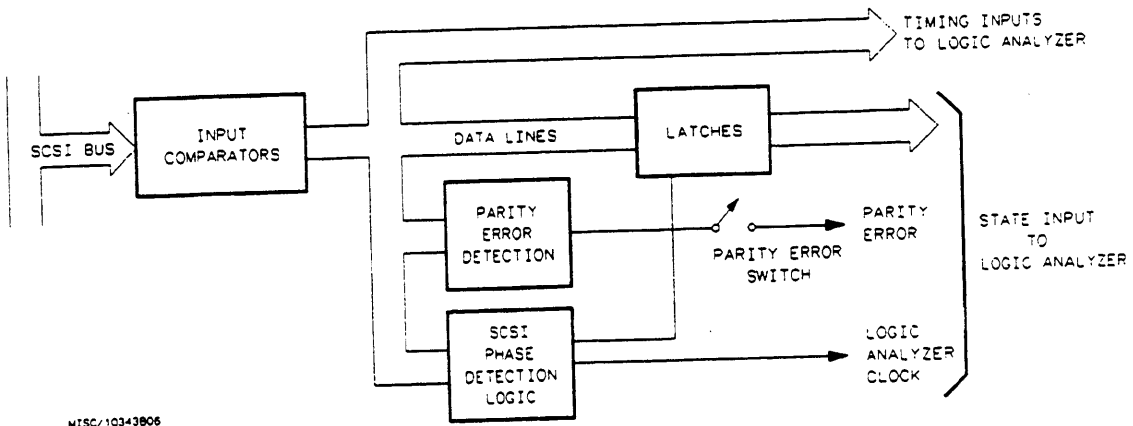 TIMING INPUTS
TO LOGIC ANALYZER
SCSI BUS
INPUT
COMPARATORS
DATA LINES
LATCHES
PARITY
ERROR
DETECTION
PARITY ERROR
SWITCH
PARITY
ERROR
STATE INPUT
TO
LOGIC ANALYZER
SCSI
PHASE
DETECTION
LOGIC
LOGIC
ANALYZER
CLOCK
MISC/10343B06